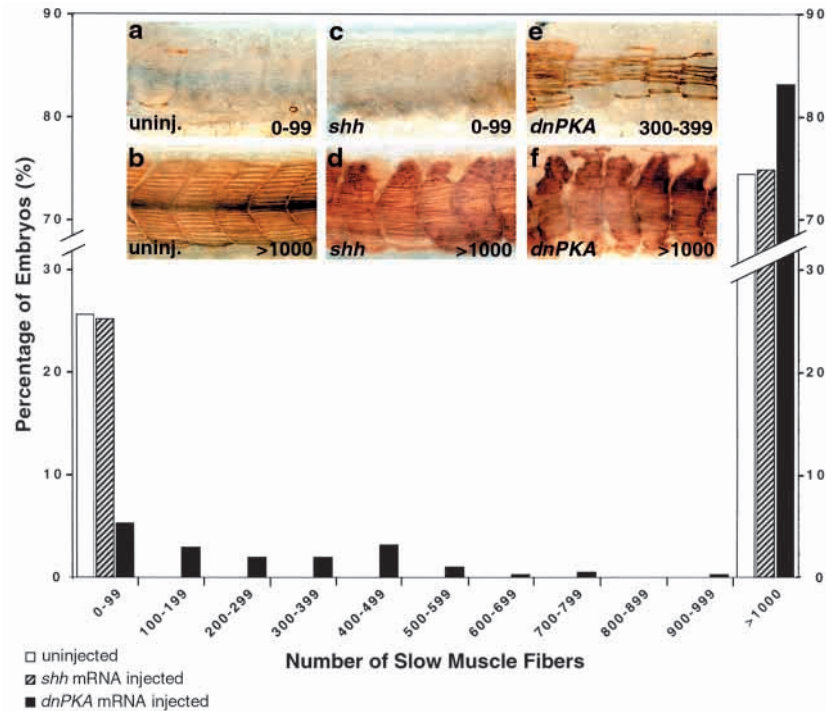 90
80
70
30
20
10
0
Percentage of Embryos (%)
a
uninj. 0-99
c
shh 0-99
e
dnPKA 300-399
b
uninj. >1000
d
shh >1000
f
dnPKA >1000
90
80
70
30
20
10
0
0-99
100-199
200-299
300-399
400-499
500-599
600-699
700-799
800-899
900-999
>1000
Number of Slow Muscle Fibers
uninjected
shh mRNA injected
dnPKA mRNA injected